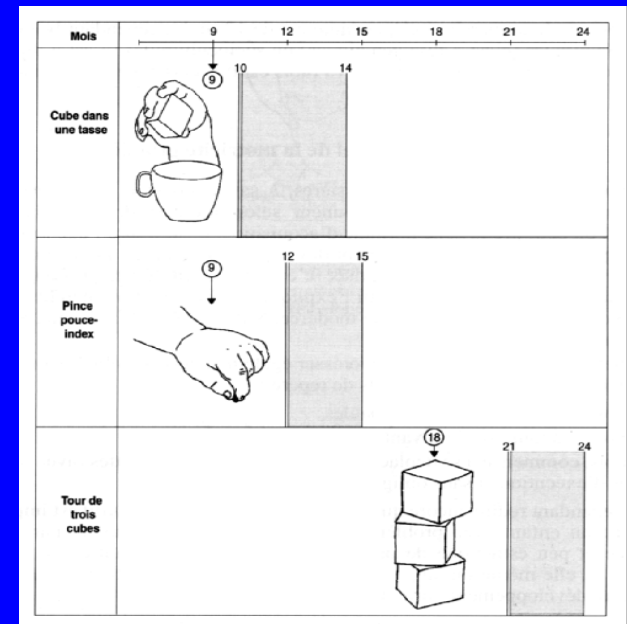 Mois 9 12 15 18 21 24
9 10 14
Cube dans
une tasse
9 12 15
Pince
pouce-
index
18 21 24
Tour de
trois
cubes